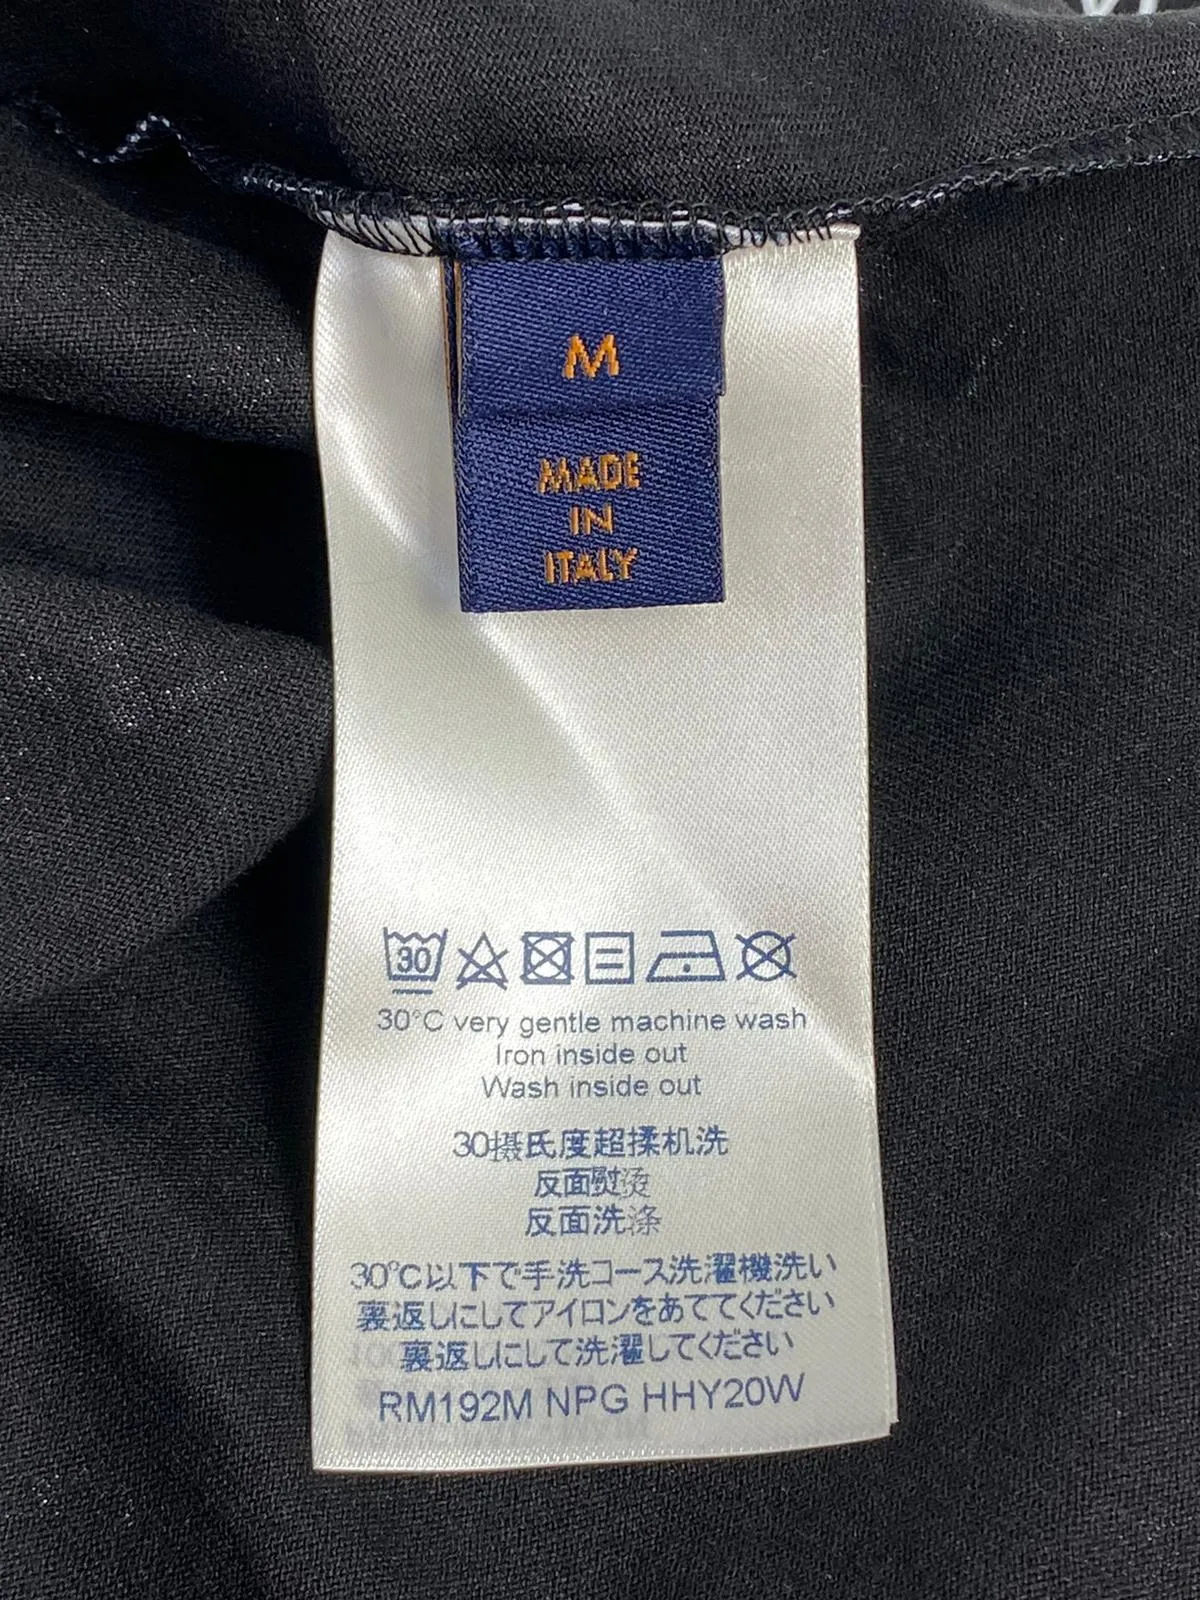 M
MADE
IN
ITALY
30
30°C very gentle machine wash
Iron inside out
Wash inside out
30摄氏度超揉机洗
反面熨烫
反面洗涤
30°C以下で手洗コース洗濯機洗い
裏返しにしてアイロンをあててください
裏返しにして洗濯してください
RM192M NPG HHY20W